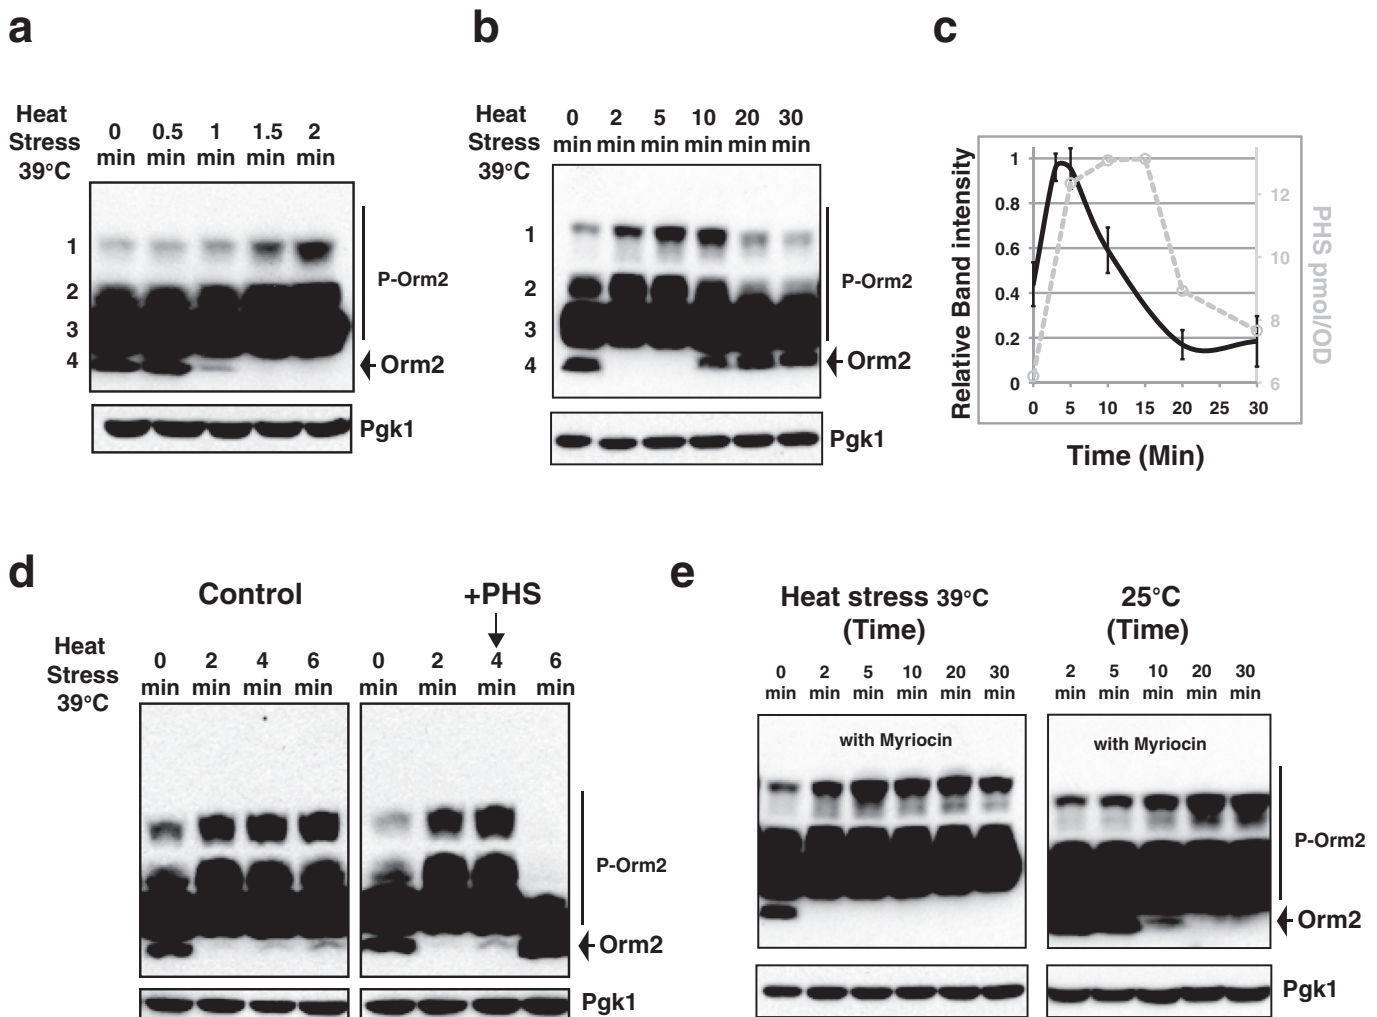 a
Heat
Stress
39°C
0 0.5 1 1.5 2
min min min min min
1
2
3
4
P-Orm2
Orm2
Pgk1
b
Heat
Stress
39°C
0 2 5 10 20 30
min min min min min min
1
2
3
4
P-Orm2
Orm2
Pgk1
c
Relative Band intensity
1
0.8
0.6
0.4
0.2
0
0 5 10 15 20 25 30
12
10
8
6
PHS pmol/OD
Time (Min)
d
Control
+PHS
Heat
Stress
39°C
0 2 4 6
min min min min
0 2 4 6
min min min min
P-Orm2
Orm2
Pgk1
e
Heat stress 39°C
(Time)
25°C
(Time)
0 2 5 10 20 30
min min min min min min
2 5 10 20 30
min min min min min
with Myriocin
with Myriocin
P-Orm2
Orm2
Pgk1